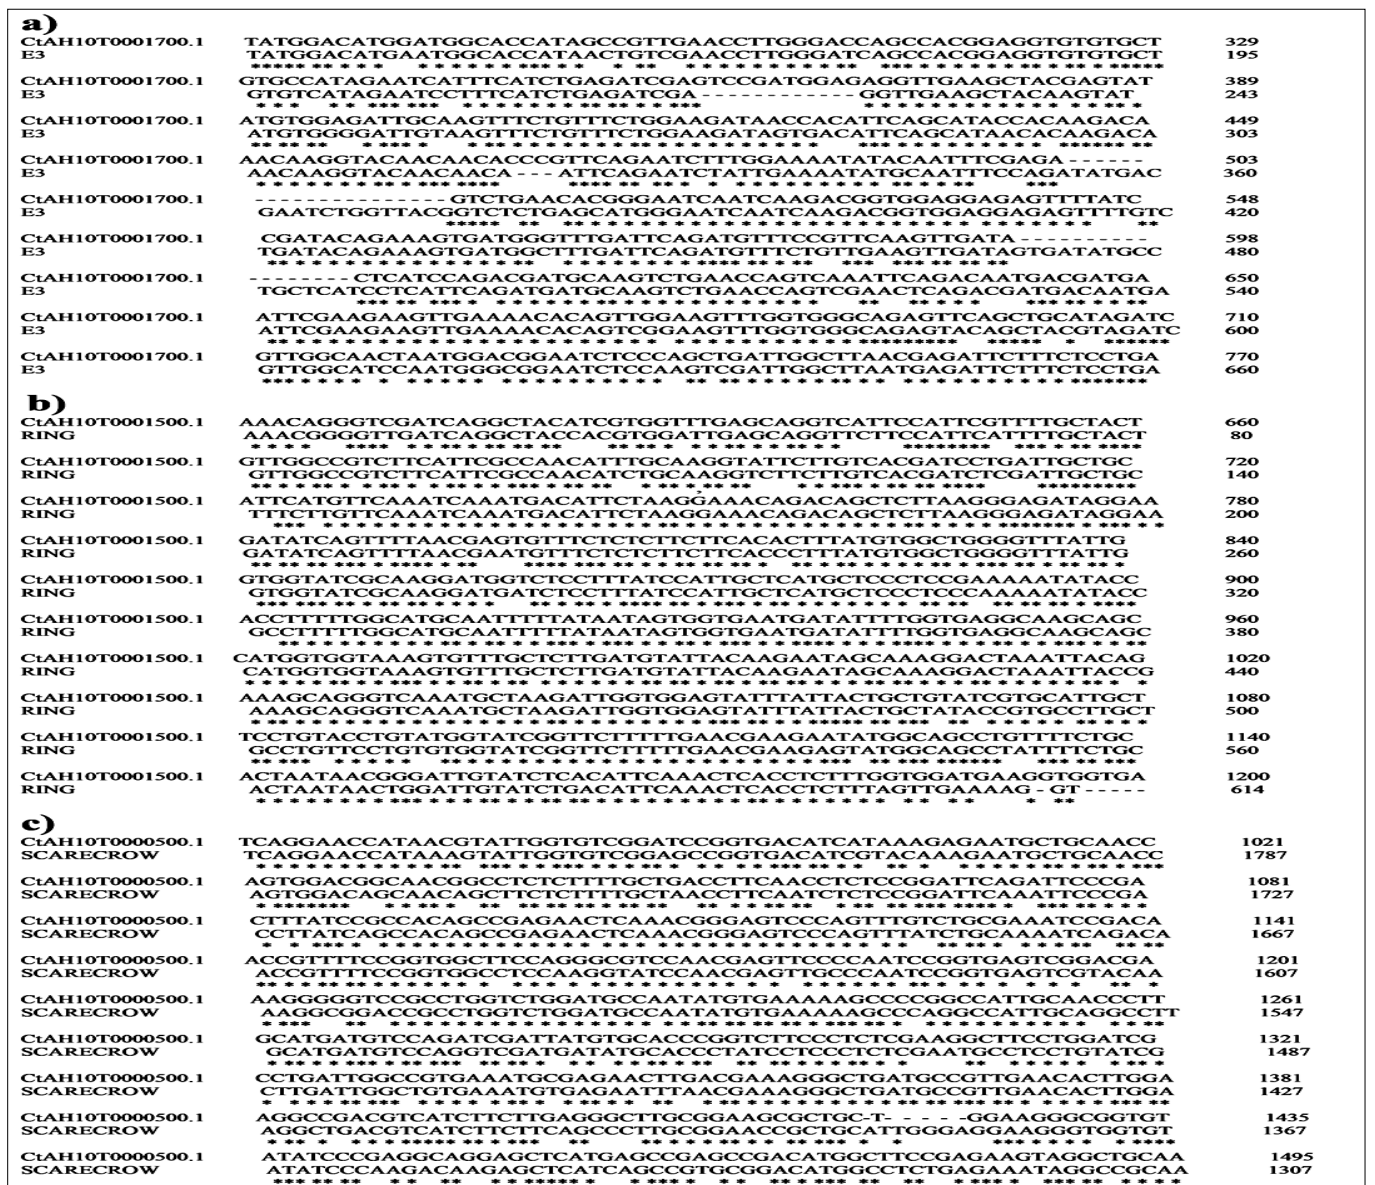 a)
CtAH10T0001700.1 TATGGACATGGATGGCACCATAGCCGTTGAACCTTGGGACCAGCCACGGAGGTGTGTGCT 329
E3 TATGGACATGAATGGCACCATAACTGTCGAACCTTGGGATCAGCCACGGAGGTGTGTGCT 195
CtAH10T0001700.1 GTGCCATAGAATCATTTCATCTGAGATCGAGTCCGATGGAGAGGTTGAAGCTACGAGTAT 389
E3 GTGTCATAGAATCCTTTCATCTGAGATCGA------------GGTTGAAGCTACAAGTAT 243
CtAH10T0001700.1 ATGTGGAGATTGCAAGTTTCTGTTTCTGGAAGATAACCACATTCAGCATACCACAAGACA 449
E3 ATGTGGGGATTGTAAGTTTCTGTTTCTGGAAGATAGTGACATTCAGCATAACACAAGACA 303
CtAH10T0001700.1 AACAAGGTACAACAACACCCGTTCAGAATCTTTGGAAAATATACAATTTCGAGA------ 503
E3 AACAAGGTACAACAACA---ATTCAGAATCTATTGAAAATATGCAATTTCCAGATATGAC 360
CtAH10T0001700.1 ---------------GTCTGAACACGGGAATCAATCAAGACGGTGGAGGAGAGTTTTATC 548
E3 GAATCTGGTTACGGTCTCTGAGCATGGGAATCAATCAAGACGGTGGAGGAGAGTTTTGTC 420
CtAH10T0001700.1 CGATACAGAAAGTGATGGGTTTGATTCAGATGTTTCCGTTCAAGTTGATA---------- 598
E3 TGATACAGAAAGTGATGGCTTTGATTCAGATGTTTCTGTTGAAGTTGATAGTGATATGCC 480
CtAH10T0001700.1 --------CTCATCCAGACGATGCAAGTCTGAACCAGTCAAATTCAGACAATGACGATGA 650
E3 TGCTCATCCTCATTCAGATGATGCAAGTCTGAACCAGTCGAACTCAGACGATGACAATGA 540
CtAH10T0001700.1 ATTCGAAGAAGTTGAAAACACAGTTGGAAGTTTGGTGGGCAGAGTTCAGCTGCATAGATC 710
E3 ATTCGAAGAAGTTGAAAACACAGTCGGAAGTTTGGTGGGCAGAGTACAGCTACGTAGATC 600
CtAH10T0001700.1 GTTGGCAACTAATGGACGGAATCTCCCAGCTGATTGGCTTAACGAGATTCTTTCTCCTGA 770
E3 GTTGGCATCCAATGGGCGGAATCTCCAAGTCGATTGGCTTAATGAGATTCTTTCTCCTGA 660
b)
CtAH10T0001500.1 AAACAGGGTCGATCAGGCTACATCGTGGTTTGAGCAGGTCATTCCATTCGTTTTGCTACT 660
RING AAACGGGGTTGATCAGGCTACCACGTGGATTGAGCAGGTTCTTCCATTCATTTTGCTACT 80
CtAH10T0001500.1 GTTGGCCGTCTTCATTCGCCAACATTTGCAAGGTATTCTTGTCACGATCCTGATTGCTGC 720
RING GTTGGCCGTCTTCATTCGCCAACATCTGCAAGGTCTTCTTGTCACGATCTCGATTGCTGC 140
CtAH10T0001500.1 ATTCATGTTCAAATCAAATGACATTCTAAGGAAACAGACAGCTCTTAAGGGAGATAGGAA 780
RING TTTCTTGTTCAAATCAAATGACATTCTAAGGAAACAGACAGCTCTTAAGGGAGATAGGAA 200
CtAH10T0001500.1 GATATCAGTTTTAACGAGTGTTTCTCTCTTCTTCACACTTTATGTGGCTGGGGTTTATTG 840
RING GATATCAGTTTTAACGAATGTTTCTCTCTTCTTCACCCTTTATGTGGCTGGGGTTTATTG 260
CtAH10T0001500.1 GTGGTATCGCAAGGATGGTCTCCTTTATCCATTGCTCATGCTCCCTCCGAAAAATATACC 900
RING GTGGTATCGCAAGGATGATCTCCTTTATCCATTGCTCATGCTCCCTCCCAAAAATATACC 320
CtAH10T0001500.1 ACCTTTTTGGCATGCAATTTTTATAATAGTGGTGAATGATATTTTGGTGAGGCAAGCAGC 960
RING GCCTTTTTGGCATGCAATTTTTATAATAGTGGTGAATGATATTTTGGTGAGGCAAGCAGC 380
CtAH10T0001500.1 CATGGTGGTAAAGTGTTTGCTCTTGATGTATTACAAGAATAGCAAAGGACTAAATTACAG 1020
RING CATGGTGGTAAAGTGTTTGCTCTTGATGTATTACAAGAATAGCAAAGGACTAAATTACCG 440
CtAH10T0001500.1 AAAGCAGGGTCAAATGCTAAGATTGGTGGAGTATTTATTACTGCTGTATCGTGCATTGCT 1080
RING AAAGCAGGGTCAAATGCTAAGATTGGTGGAGTATTTATTACTGCTATACCGTGCCTTGCT 500
CtAH10T0001500.1 TCCTGTACCTGTATGGTATCGGTTCTTTTTGAACGAAGAATATGGCAGCCTGTTTTCTGC 1140
RING GCCTGTTCCTGTGTGGTATCGGTTCTTTTTGAACGAAGAGTATGGCAGCCTATTTTCTGC 560
CtAH10T0001500.1 ACTAATAACGGGATTGTATCTCACATTCAAACTCACCTCTTTGGTGGATGAAGGTGGTGA 1200
RING ACTAATAACTGGATTGTATCTGACATTCAAACTCACCTCTTTAGTTGAAAAG-GT----- 614
c)
CtAH10T0000500.1 TCAGGAACCATAACGTATTGGTGTCGGATCCGGTGACATCATAAAGAGAATGCTGCAACC 1021
SCARECROW TCAGGAACCATAAAGTATTGGTGTCGGAGCCGGTGACATCGTACAAAGAATGCTGCAACC 1787
CtAH10T0000500.1 AGTGGACGGCAACGGCCTCTCTTTTGCTGACCTTCAACCTCTCCGGATTCAGATTCCCGA 1081
SCARECROW AGTGGACAGCAACAGCTTCTCTTTTGCTAACCTTCAATCTCTCCGGATTCAAATTCCCGA 1727
CtAH10T0000500.1 CTTTATCCGCCACAGCCGAGAACTCAAACGGGAGTCCCAGTTTGTCTGCGAAATCCGACA 1141
SCARECROW CCTTATCAGCCACAGCCGAGAACTCAAACGGGAGTCCCAGTTTATCTGCAAAATCAGACA 1667
CtAH10T0000500.1 ACCGTTTTCCGGTGGCTTCCAGGGCGTCCAACGAGTTCCCCAATCCGGTGAGTCGGACGA 1201
SCARECROW ACCGTTTTCCGGTGGCCTCCAAGGTATCCAACGAGTTGCCCAATCCGGTGAGTCGTACAA 1607
CtAH10T0000500.1 AAGGGGGTCCGCCTGGTCTGGATGCCAATATGTGAAAAAGCCCCGGCCATTGCAACCCTT 1261
SCARECROW AAGGCGGACCGCCTGGTCTGGATGCCAATATGTGAAAAAGCCCAGGCCATTGCAGGCCTT 1547
CtAH10T0000500.1 GCATGATGTCCAGATCGATTATGTGCACCCGGTCTTCCCTCTCGAAGGCTTCCTGGATCG 1321
SCARECROW GCATGATGTCCAGGTCGATGATATGCACCCTATCCTCCCTCTCGAATGCCTCCTGTATCG 1487
CtAH10T0000500.1 CCTGATTGGCCGTGAAATGCGAGAACTTGACGAAAGGGCTGATGCCGTTGAACACTTGGA 1381
SCARECROW CTTGATTGGCTGTGAAATGTGAGAATTTAACGAAAGGGCTGATGCCGTTGAACACTTGGA 1427
CtAH10T0000500.1 AGGCCGACGTCATCTTCTTGAGGGCTTGCGGAAGCGCTGC-T-----GGAAGGGCGGTGT 1435
SCARECROW AGGCTGACGTCATCTTCTTCAGCCCTTGCGGAACCGCTGCATTGGGAGGAAGGGTGGTGT 1367
CtAH10T0000500.1 ATATCCCGAGGCAGGAGCTCATGAGCCGAGCCGACATGGCTTCCGAGAAGTAGGCTGCAA 1495
SCARECROW ATATCCCAAGACAAGAGCTCATCAGCCGTGCGGACATGGCCTCTGAGAAATAGGCCGCAA 1307